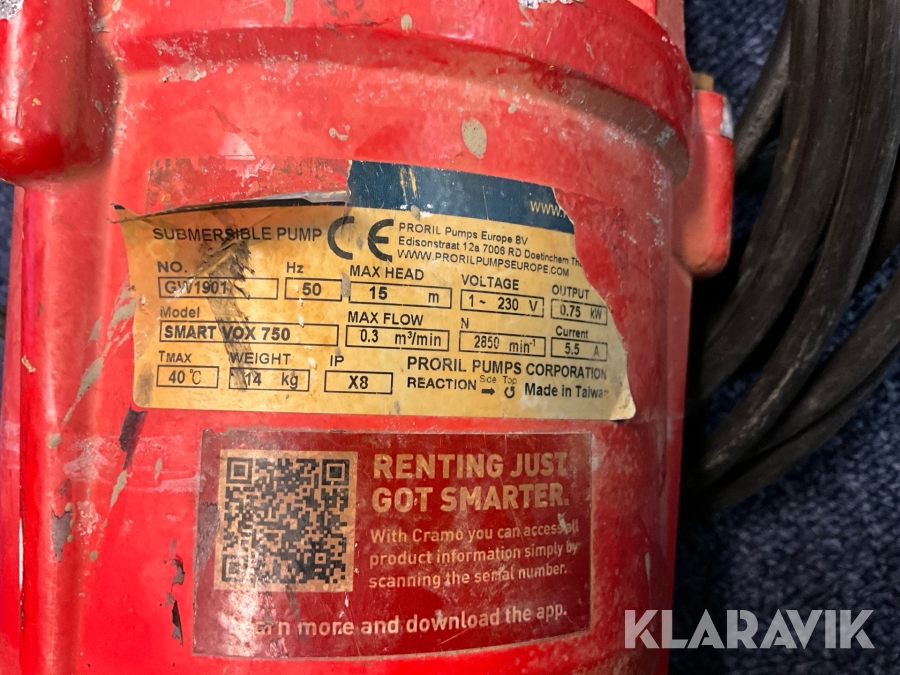 www.
SUBMERSIBLE PUMP CE PRORIL Pumps Europe BV
Edisonstraat 12a 7006 RD Doetinchem
WWW.PRORILPUMPSEUROPE.COM
NO. Hz MAX HEAD VOLTAGE OUTPUT
GW1901 50 15 m 1~ 230 V 0.75 kW
Model MAX FLOW N Current
SMART VOX 750 0.3 m³/min 2850 min⁻¹ 5.5 A
TMAX WEIGHT IP PRORIL PUMPS CORPORATION
40°C 14 kg X8 REACTION Side → Top ↺ Made in Taiwan
RENTING JUST
GOT SMARTER.
With Cramo you can access all
product information simply by
scanning the serial number.
Learn more and download the app.
KLARAVIK